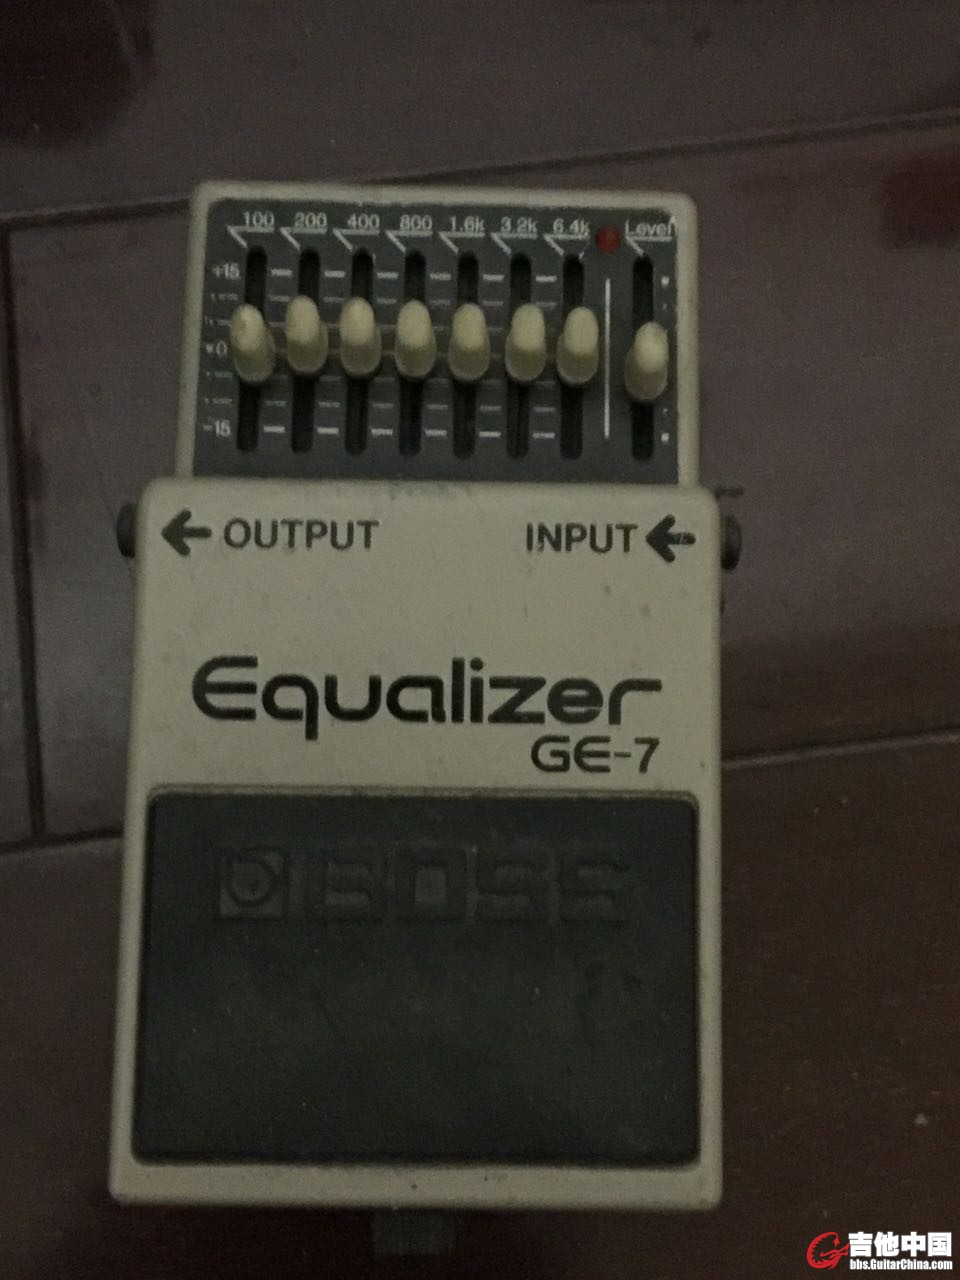 100 200 400 800 1.6k 3.2k 6.4k Level
+15
0
-15
← OUTPUT INPUT ←
Equalizer
GE-7
BOSS
吉他中国
bbs.GuitarChina.com